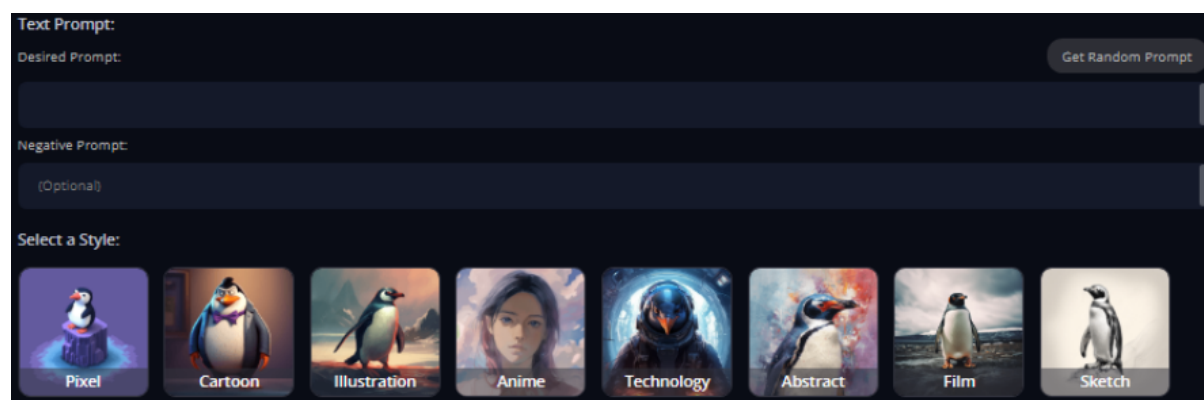 Text Prompt:
Desired Prompt:
Get Random Prompt
Negative Prompt:
(Optional)
Select a Style:
Pixel
Cartoon
Illustration
Anime
Technology
Abstract
Film
Sketch